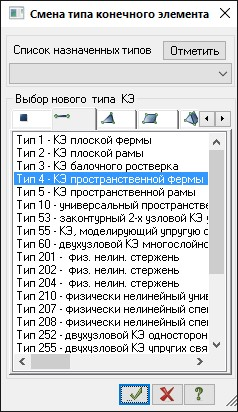 Смена типа конечного элемента
Список назначенных типов
Отметить
Выбор нового типа КЭ
Тип 1 - КЭ плоской фермы
Тип 2 - КЭ плоской рамы
Тип 3 - КЭ балочного ростверка
Тип 4 - КЭ пространственной фермы
Тип 5 - КЭ пространственной рамы
Тип 10 - универсальный пространстве
Тип 53 - законтурный 2-х узловой КЭ у
Тип 55 - КЭ, моделирующий упругую с
Тип 60 - двухузловой КЭ многослойно
Тип 201 - физ. нелин. стержень
Тип 202 - физ. нелин. стержень
Тип 204 - физ. нелин. стержень
Тип 210 - физически нелинейный уни
Тип 207 - физически нелинейный спец
Тип 208 - физически нелинейный спец
Тип 252 - двухузловой КЭ односторон
Тип 255 - двухузловой КЭ упругих свя